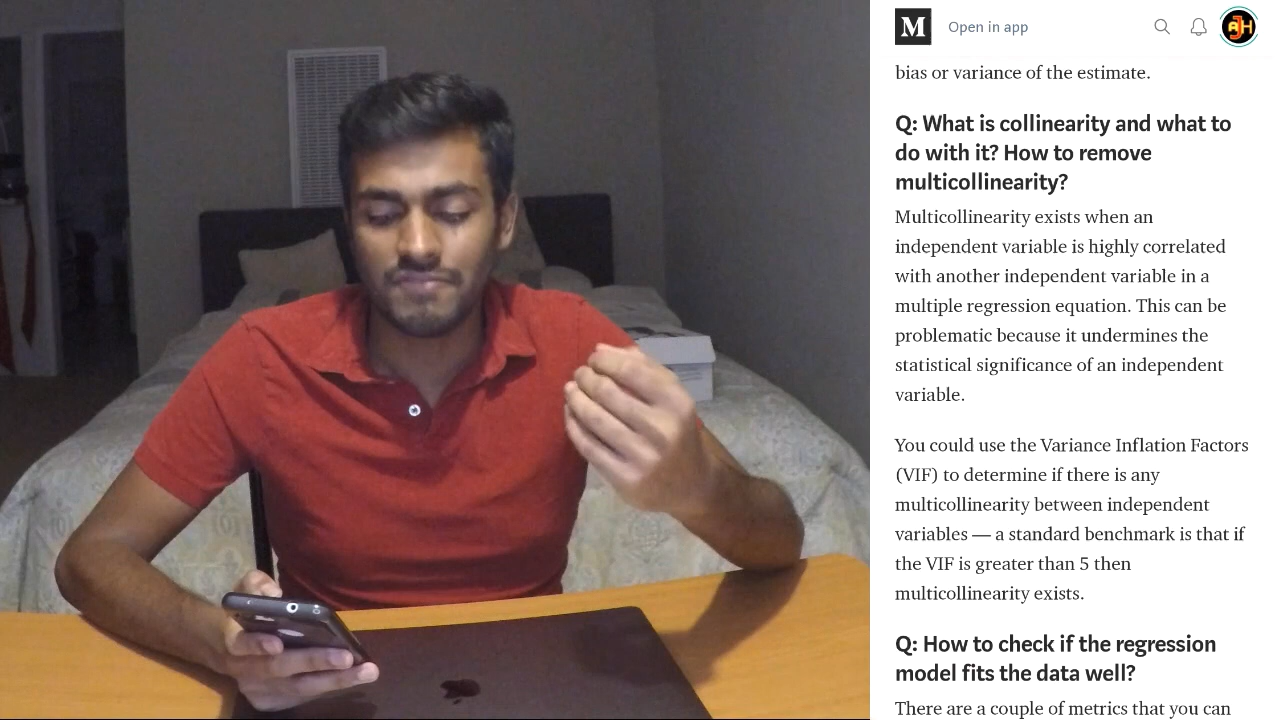 M
Open in app
bias or variance of the estimate.
Q: What is collinearity and what to
do with it? How to remove
multicollinearity?
Multicollinearity exists when an
independent variable is highly correlated
with another independent variable in a
multiple regression equation. This can be
problematic because it undermines the
statistical significance of an independent
variable.
You could use the Variance Inflation Factors
(VIF) to determine if there is any
multicollinearity between independent
variables — a standard benchmark is that if
the VIF is greater than 5 then
multicollinearity exists.
Q: How to check if the regression
model fits the data well?
There are a couple of metrics that you can